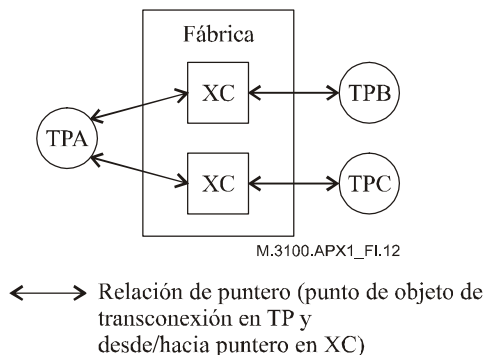 Fábrica
XC
TPB
TPA
XC
TPC
M.3100.APX1_FI.12
Relación de puntero (punto de objeto de
transconexión en TP y
desde/hacia puntero en XC)